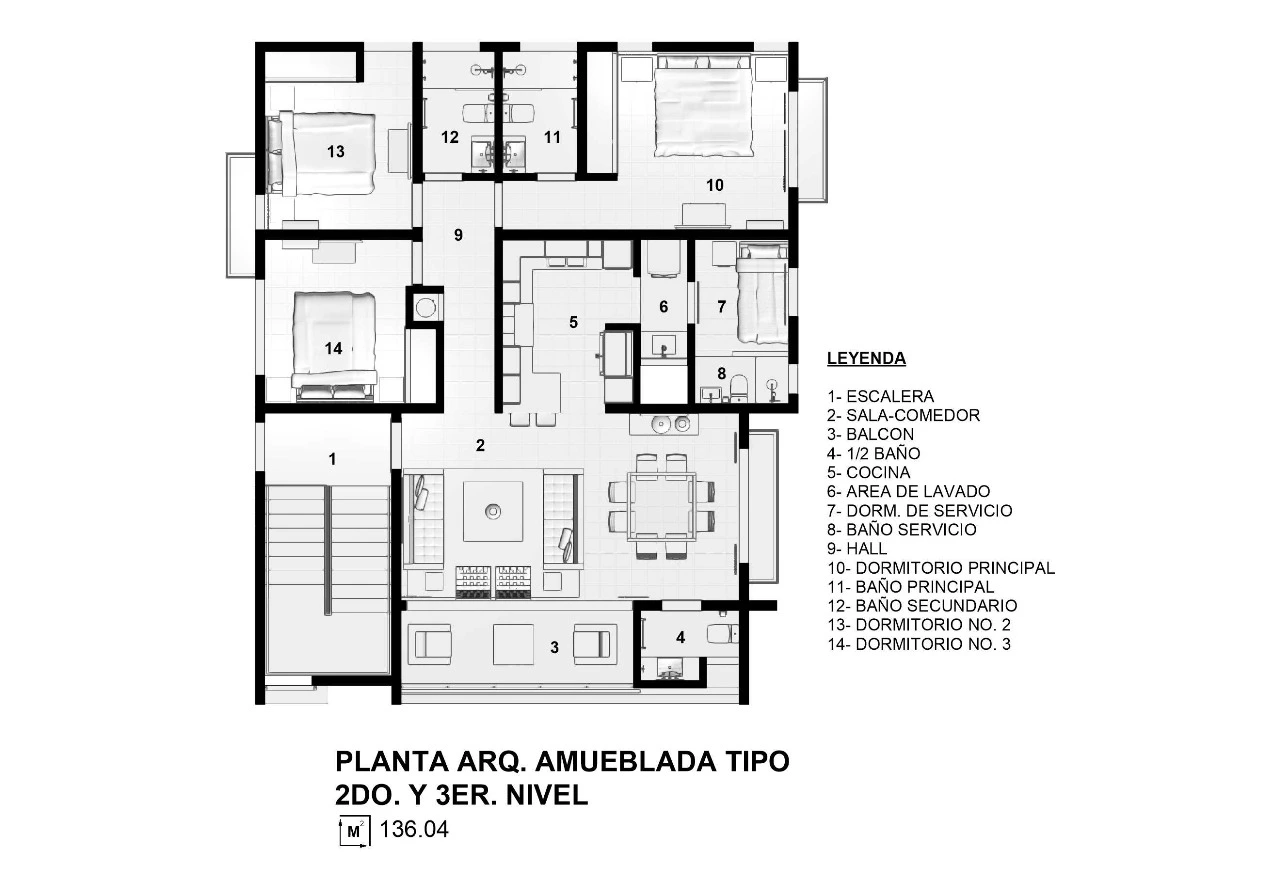 13
12
11
10
9
14
5
6
7
8
1
2
3
4
LEYENDA
1- ESCALERA
2- SALA-COMEDOR
3- BALCON
4- 1/2 BAÑO
5- COCINA
6- AREA DE LAVADO
7- DORM. DE SERVICIO
8- BAÑO SERVICIO
9- HALL
10- DORMITORIO PRINCIPAL
11- BAÑO PRINCIPAL
12- BAÑO SECUNDARIO
13- DORMITORIO NO. 2
14- DORMITORIO NO. 3
PLANTA ARQ. AMUEBLADA TIPO
2DO. Y 3ER. NIVEL
M² 136.04